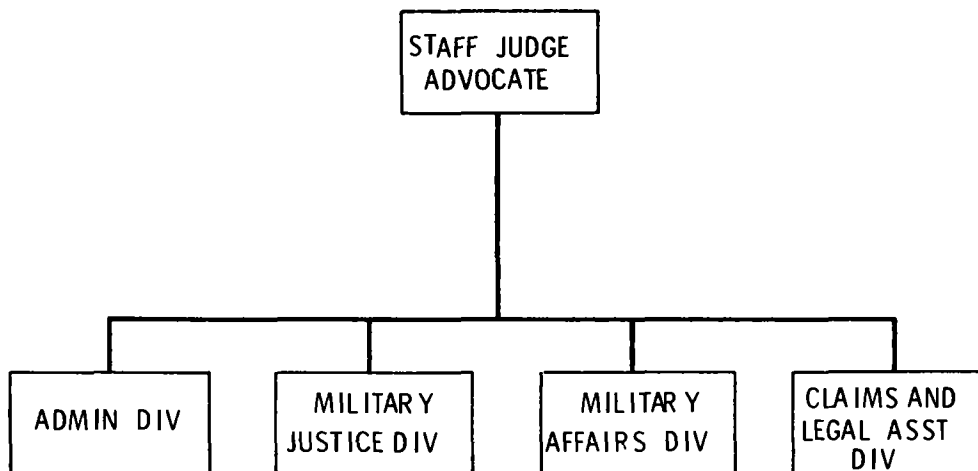 STAFF JUDGE
ADVOCATE
ADMIN DIV
MILITARY
JUSTICE DIV
MILITARY
AFFAIRS DIV
CLAIMS AND
LEGAL ASST
DIV